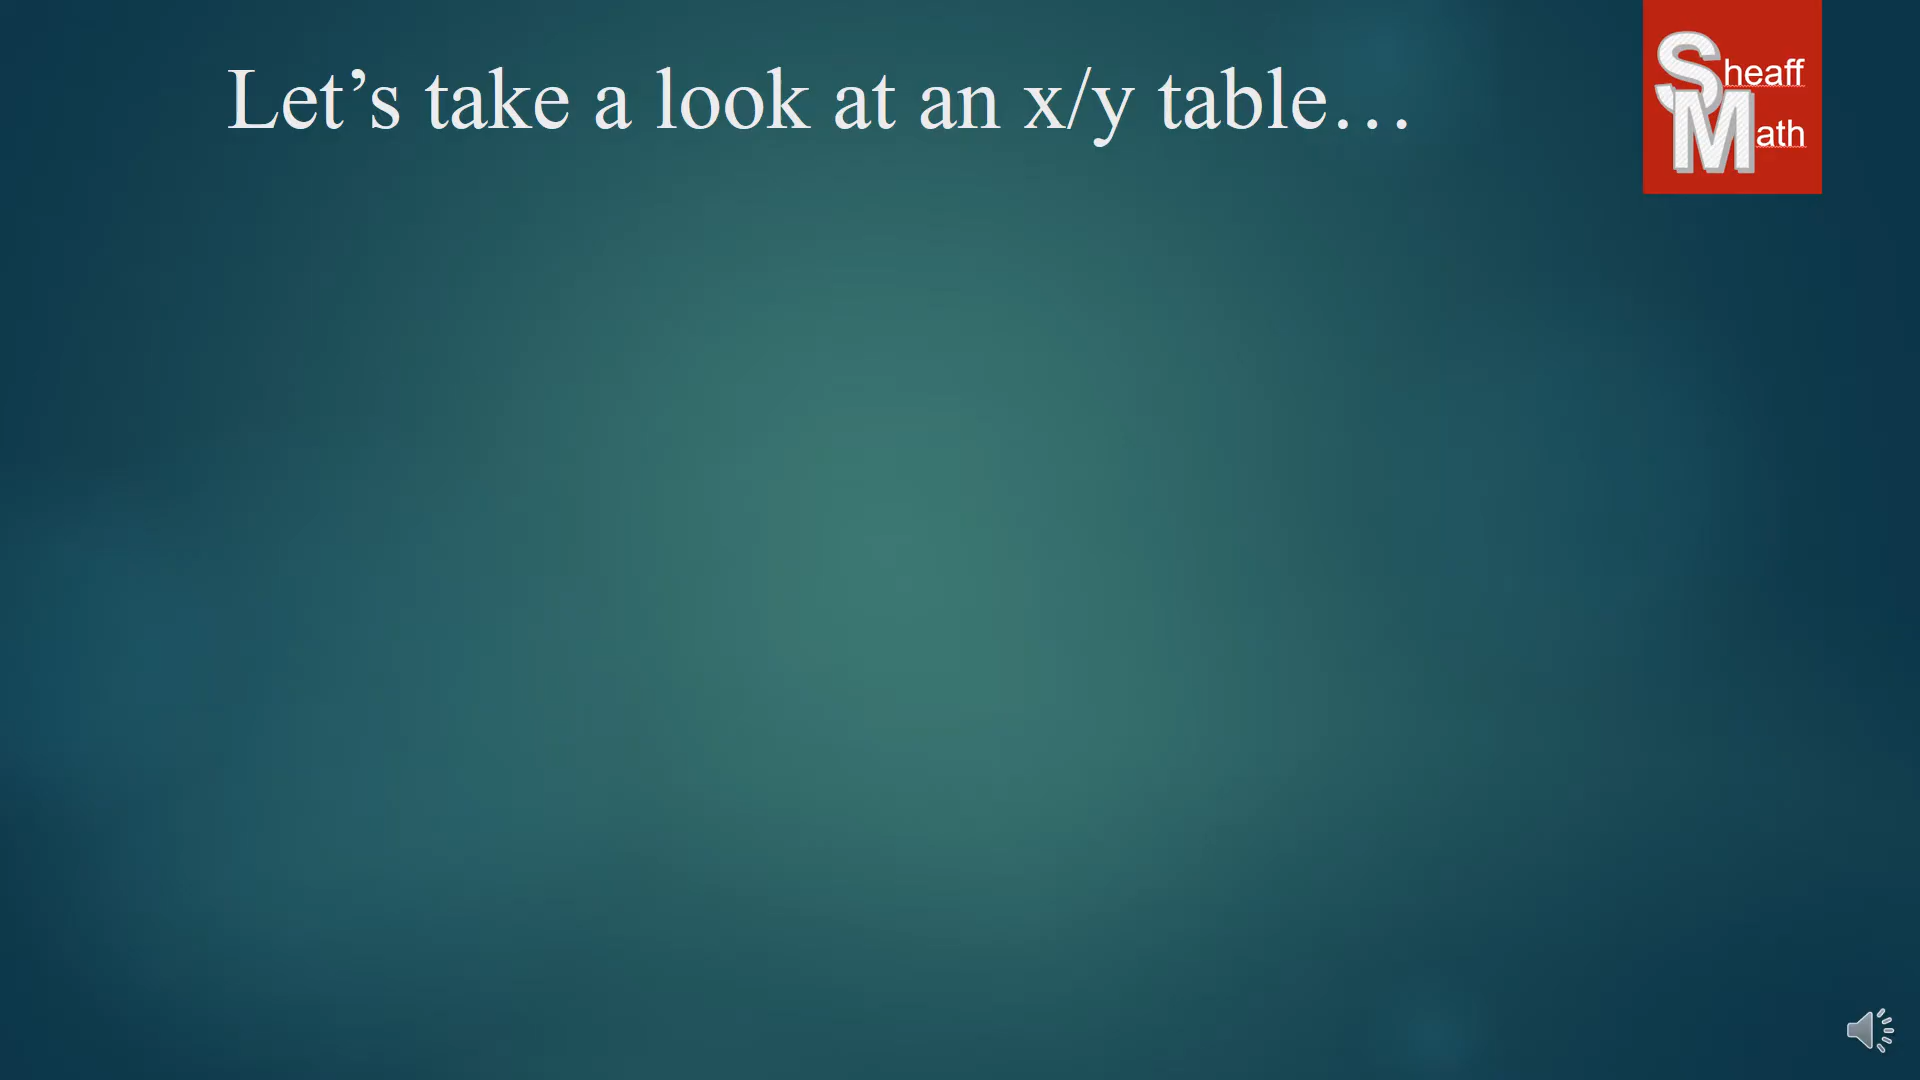 Let’s take a look at an x/y table…
Sheaff
Math